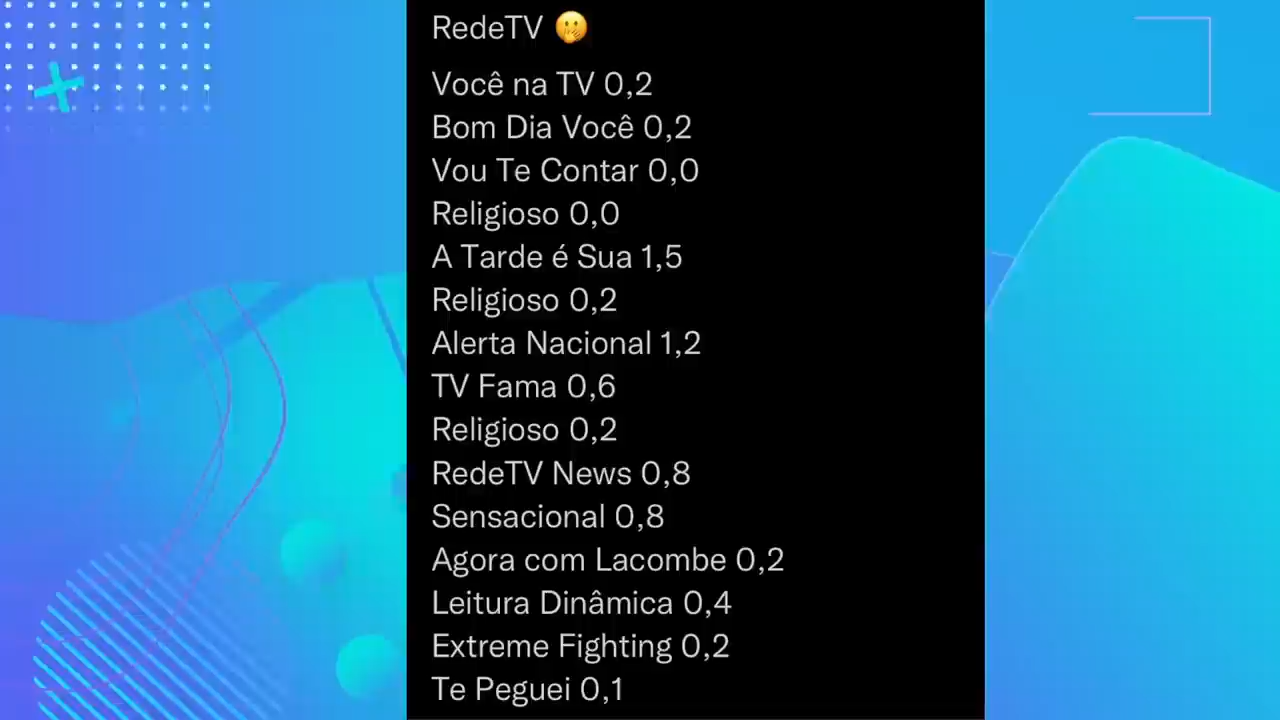 RedeTV 🤭
Você na TV 0,2
Bom Dia Você 0,2
Vou Te Contar 0,0
Religioso 0,0
A Tarde é Sua 1,5
Religioso 0,2
Alerta Nacional 1,2
TV Fama 0,6
Religioso 0,2
RedeTV News 0,8
Sensacional 0,8
Agora com Lacombe 0,2
Leitura Dinâmica 0,4
Extreme Fighting 0,2
Te Peguei 0,1